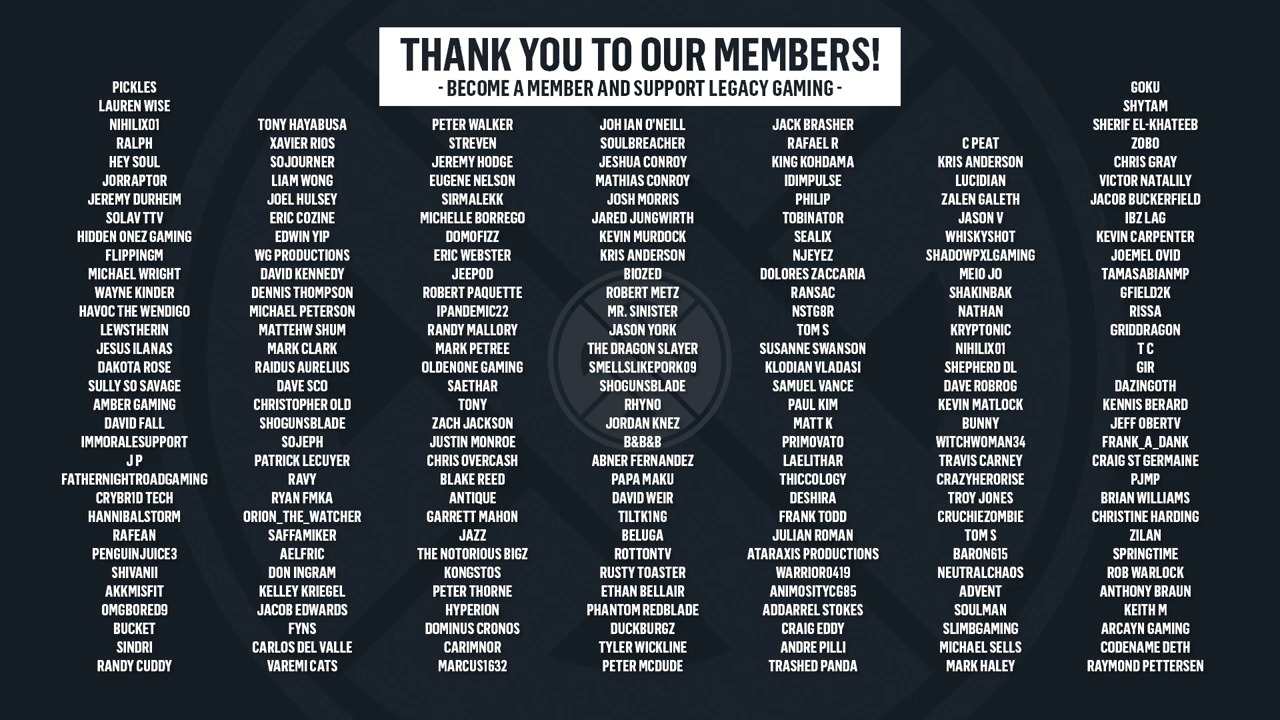 THANK YOU TO OUR MEMBERS!
- BECOME A MEMBER AND SUPPORT LEGACY GAMING -
PICKLES
LAUREN WISE
NIHILIX01
RALPH
HEY SOUL
JORRAPTOR
JEREMY DURHEIM
SOLAV TTV
HIDDEN ONEZ GAMING
FLIPPINGM
MICHAEL WRIGHT
WAYNE KINDER
HAVOC THE WENDIGO
LEWSTHERIN
JESUS ILANAS
DAKOTA ROSE
SULLY SO SAVAGE
AMBER GAMING
DAVID FALL
IMMORALESUPPORT
J P
FATHERNIGHTROADGAMING
CRYBRID TECH
HANNIBALSTORM
RAFEAN
PENGUINJUICE3
SHIVANII
AKKMISFIT
OMGBORED9
BUCKET
SINDRI
RANDY CUDDY
TONY HAYABUSA
XAVIER RIOS
SOJOURNER
LIAM WONG
JOEL HULSEY
ERIC COZINE
EDWIN YIP
WG PRODUCTIONS
DAVID KENNEDY
DENNIS THOMPSON
MICHAEL PETERSON
MATTEHW SHUM
MARK CLARK
RAIDUS AURELIUS
DAVE SCO
CHRISTOPHER OLD
SHOGUNSBLADE
SOJEPH
PATRICK LECUYER
RAVY
RYAN FMKA
ORION_THE_WATCHER
SAFFAMIKER
AELFRIC
DON INGRAM
KELLEY KRIEGEL
JACOB EDWARDS
FYNS
CARLOS DEL VALLE
VAREMI CATS
PETER WALKER
STREVEN
JEREMY HODGE
EUGENE NELSON
SIRMALEKK
MICHELLE BORREGO
DOMOFIZZ
ERIC WEBSTER
JEEPOD
ROBERT PAQUETTE
IPANDEMIC22
RANDY MALLORY
MARK PETREE
OLDENONE GAMING
SAETHAR
TONY
ZACH JACKSON
JUSTIN MONROE
CHRIS OVERCASH
BLAKE REED
ANTIQUE
GARRETT MAHON
JAZZ
THE NOTORIOUS BIGZ
KONGSTOS
PETER THORNE
HYPERION
DOMINUS CRONOS
CARIMNOR
MARCUS1632
JOH IAN O'NEILL
SOULBREACHER
JESHUA CONROY
MATHIAS CONROY
JOSH MORRIS
JARED JUNGWIRTH
KEVIN MURDOCK
KRIS ANDERSON
BIOZED
ROBERT METZ
MR. SINISTER
JASON YORK
THE DRAGON SLAYER
SMELLSLIKEPORK09
SHOGUNSBLADE
RHYNO
JORDAN KNEZ
B&B&B
ABNER FERNANDEZ
PAPA MAKU
DAVID WEIR
TILTK1NG
BELUGA
ROTTONTV
RUSTY TOASTER
ETHAN BELLAIR
PHANTOM REDBLADE
DUCKBURGZ
TYLER WICKLINE
PETER MCDUDE
JACK BRASHER
RAFAEL R
KING KOHDAMA
IDIMPULSE
PHILIP
TOBINATOR
SEALIX
NJEYEZ
DOLORES ZACCARIA
RANSAC
NSTG8R
TOM S
SUSANNE SWANSON
KLODIAN VLADASI
SAMUEL VANCE
PAUL KIM
MATT K
PRIMOVATO
LAELITHAR
THICCOLOGY
DESHIRA
FRANK TODD
JULIAN ROMAN
ATARAXIS PRODUCTIONS
WARRIOR0419
ANIMOSITYCG85
ADDARREL STOKES
CRAIG EDDY
ANDRE PILLI
TRASHED PANDA
C PEAT
KRIS ANDERSON
LUCIDIAN
ZALEN GALETH
JASON V
WHISKYSHOT
SHADOWPXLGAMING
MEIO JO
SHAKINBAK
NATHAN
KRYPTONIC
NIHILIX01
SHEPHERD DL
DAVE ROBROG
KEVIN MATLOCK
BUNNY
WITCHWOMAN34
TRAVIS CARNEY
CRAZYHERORISE
TROY JONES
CRUCHIEZOMBIE
TOM S
BARON615
NEUTRALCHAOS
ADVENT
SOULMAN
SLIMBGAMING
MICHAEL SELLS
MARK HALEY
GOKU
SHYTAM
SHERIF EL-KHATEEB
ZOBO
CHRIS GRAY
VICTOR NATALILY
JACOB BUCKERFIELD
IBZ LAG
KEVIN CARPENTER
JOEMEL OVID
TAMASABIANMP
GFIELD2K
RISSA
GRIDDRAGON
T C
GIR
DAZINGOTH
KENNIS BERARD
JEFF OBERTV
FRANK_A_DANK
CRAIG ST GERMAINE
PJMP
BRIAN WILLIAMS
CHRISTINE HARDING
ZILAN
SPRINGTIME
ROB WARLOCK
ANTHONY BRAUN
KEITH M
ARCAYN GAMING
CODENAME DETH
RAYMOND PETTERSEN